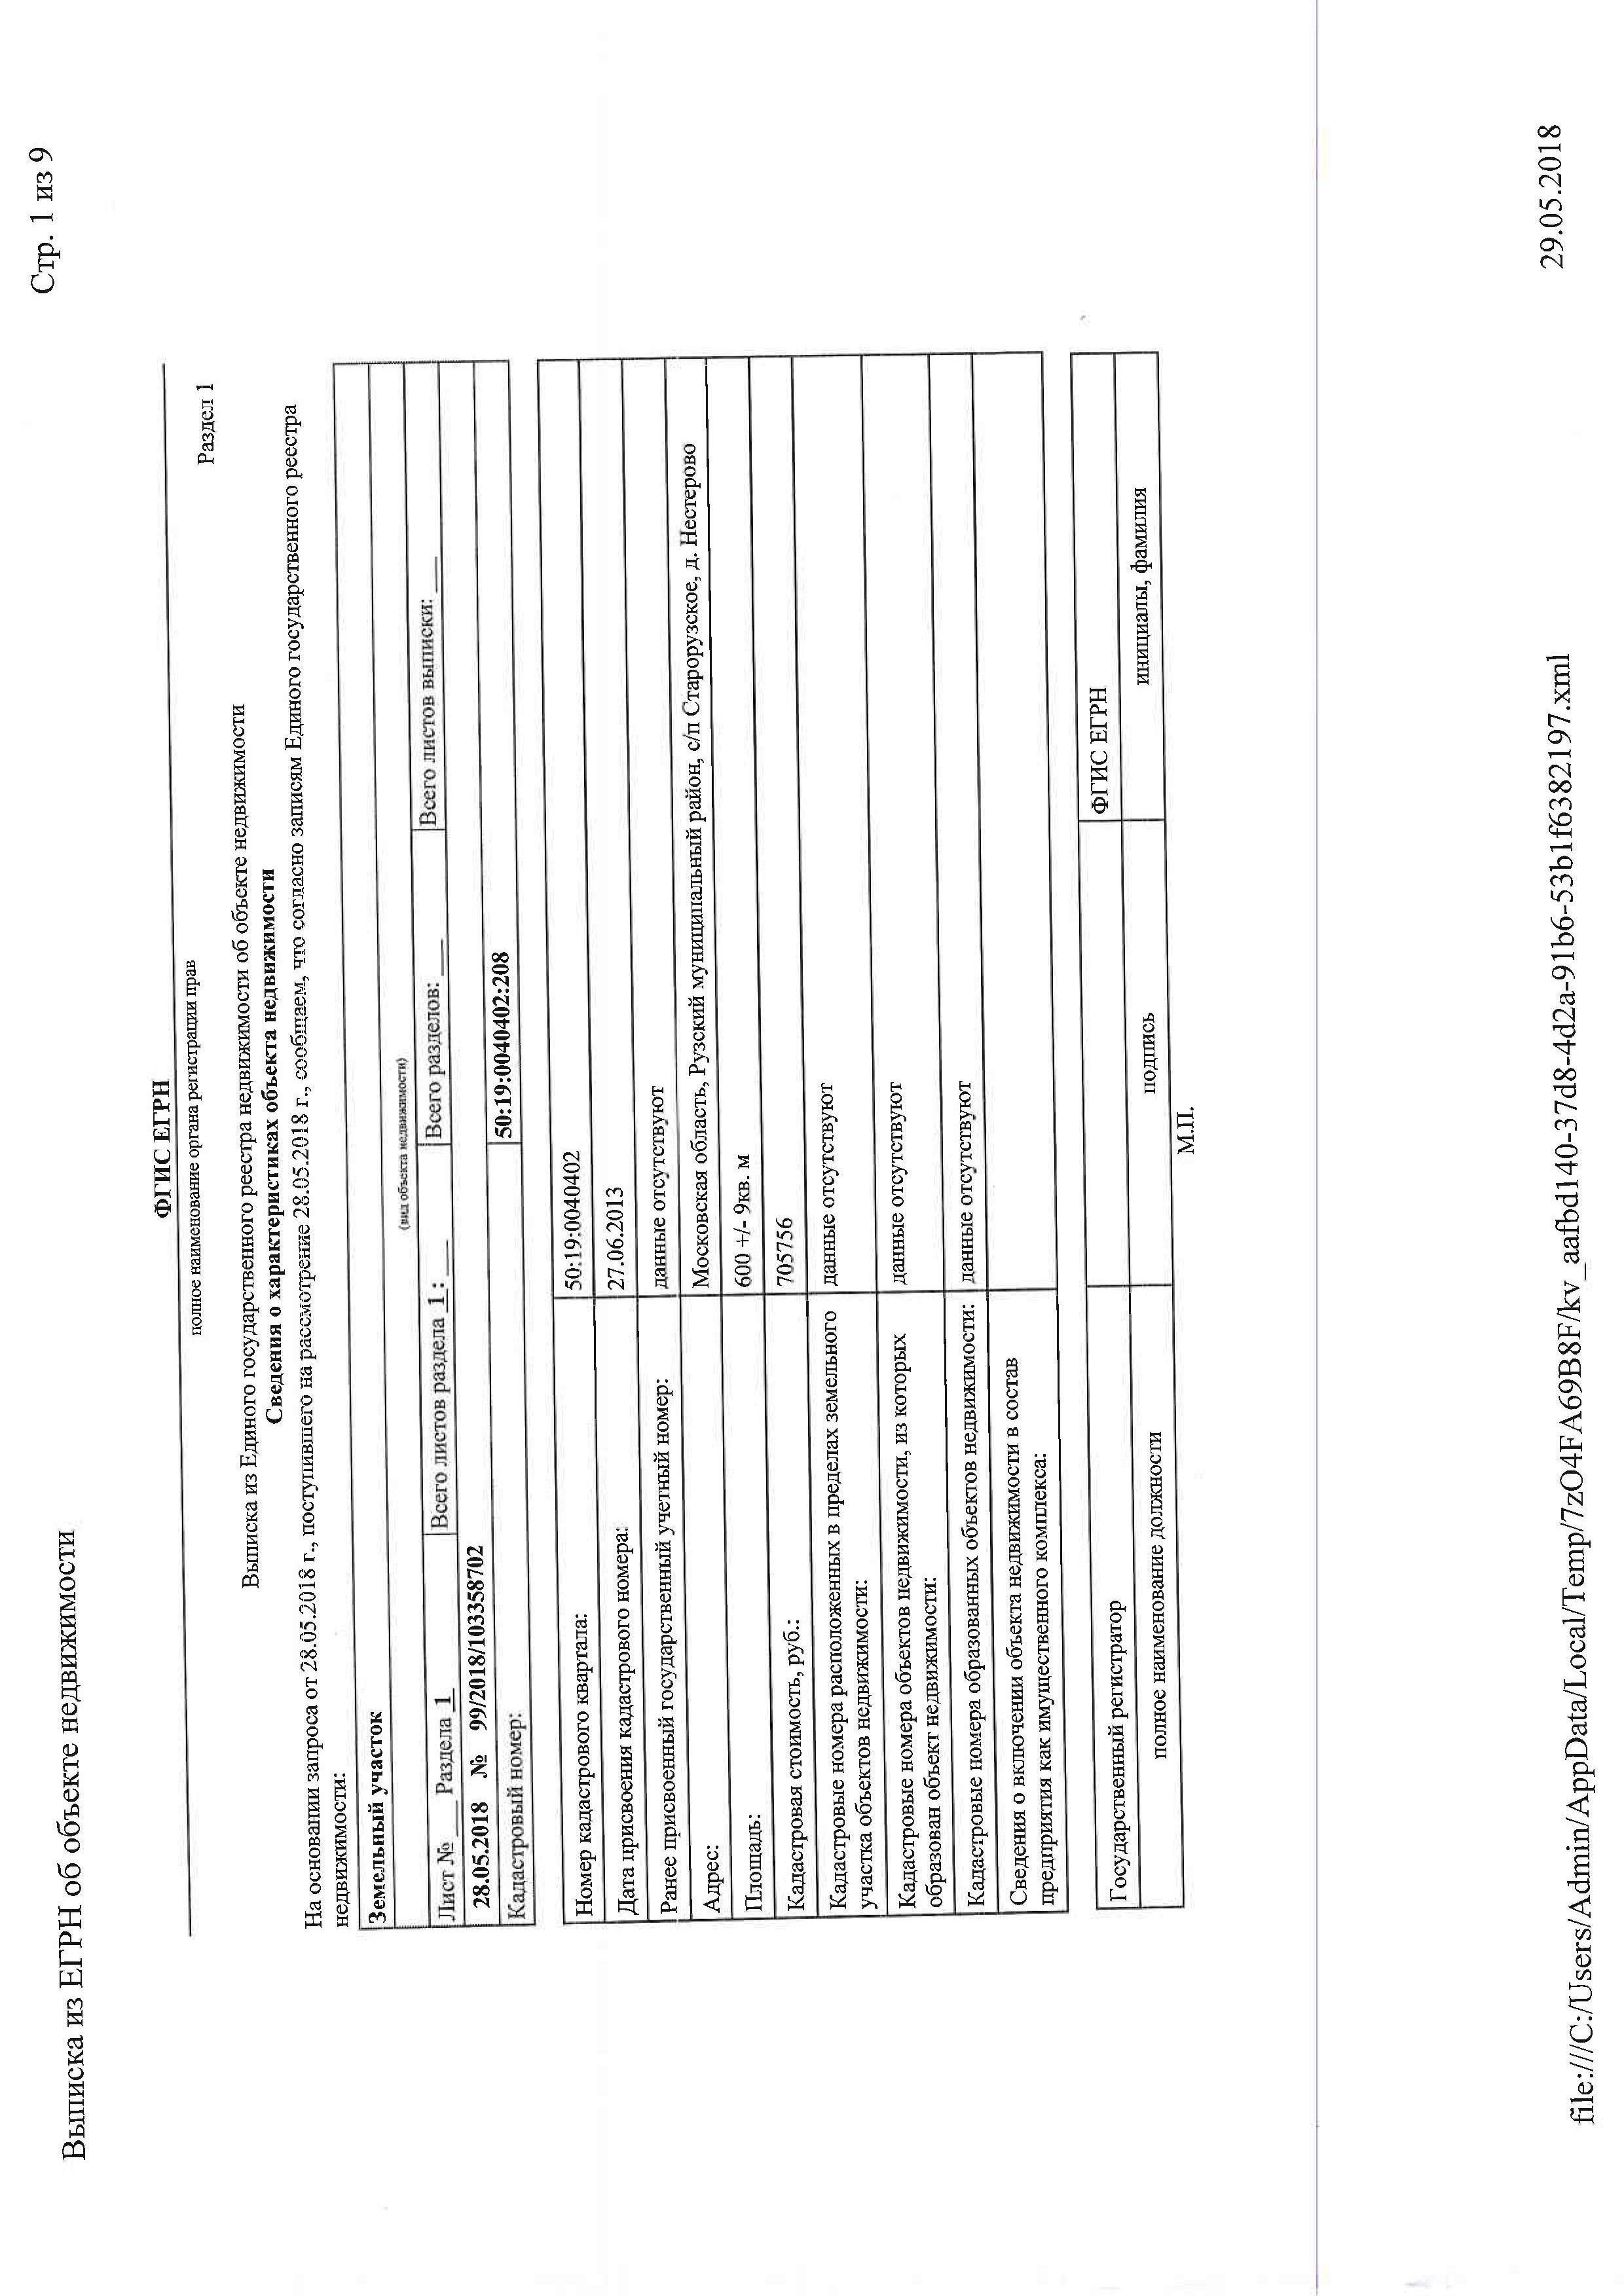 Выписка из ЕГРН об объекте недвижимости
Стр. 1 из 9
ФГИС ЕГРН
полное наименование органа регистрации прав
Раздел 1
Выписка из Единого государственного реестра недвижимости об объекте недвижимости
Сведения о характеристиках объекта недвижимости
На основании запроса от 28.05.2018 г., поступившего на рассмотрение 28.05.2018 г., сообщаем, что согласно записям Единого государственного реестра
недвижимости:
Земельный участок
(вид объекта недвижимости)
Лист № ___ Раздела 1 Всего листов раздела 1 : ___ Всего разделов: ___ Всего листов выписки: ___
28.05.2018 № 99/2018/103358702
Кадастровый номер: 50:19:0040402:208
Номер кадастрового квартала: 50:19:0040402
Дата присвоения кадастрового номера: 27.06.2013
Ранее присвоенный государственный учетный номер: данные отсутствуют
Адрес: Московская область, Рузский муниципальный район, с/п Старорузское, д. Нестерово
Площадь: 600 +/- 9кв. м
Кадастровая стоимость, руб.: 705756
Кадастровые номера расположенных в пределах земельного данные отсутствуют
участка объектов недвижимости:
Кадастровые номера объектов недвижимости, из которых данные отсутствуют
образован объект недвижимости:
Кадастровые номера образованных объектов недвижимости: данные отсутствуют
Сведения о включении объекта недвижимости в состав
предприятия как имущественного комплекса:
Государственный регистратор ФГИС ЕГРН
полное наименование должности подпись инициалы, фамилия
М.П.
file:///C:/Users/Admin/AppData/Local/Temp/7zO4FA69B8F/kv_aafbd140-37d8-4d2a-91b6-53b1f6382197.xml
29.05.2018